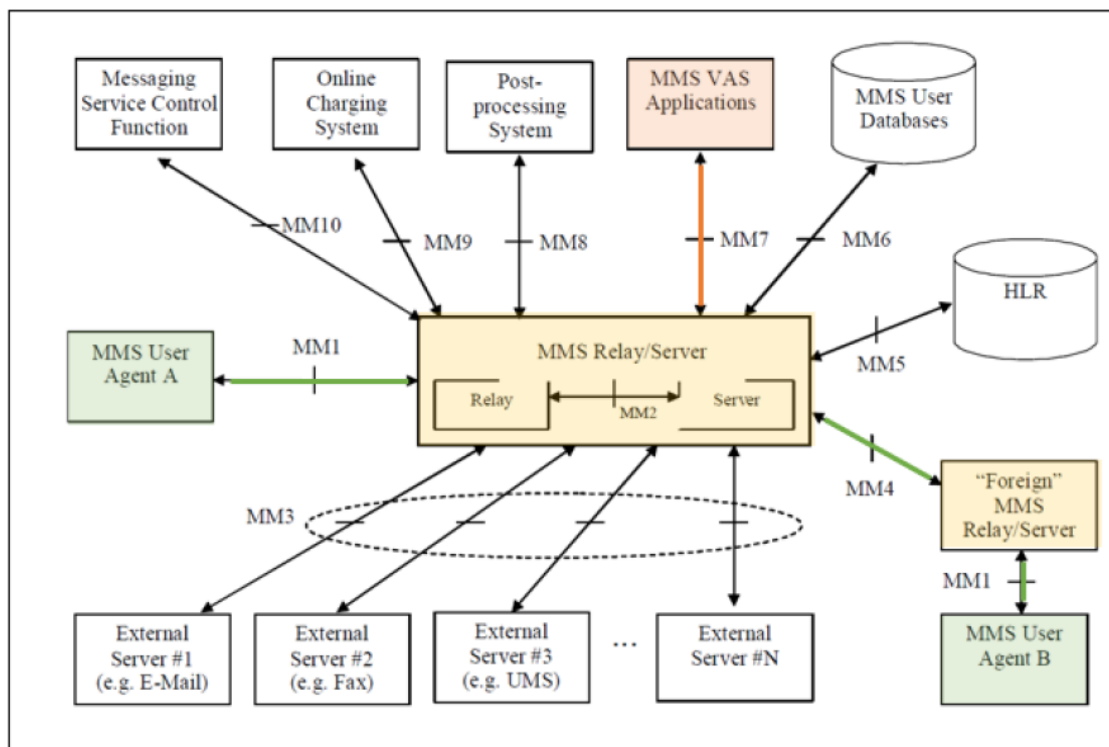 Messaging
Service Control
Function
Online
Charging
System
Post-
processing
System
MMS VAS
Applications
MMS User
Databases
MM10
MM9
MM8
MM7
MM6
HLR
MMS User
Agent A
MM1
MMS Relay/Server
Relay
MM2
Server
MM5
MM4
"Foreign"
MMS
Relay/Server
MM3
MM1
External
Server #1
(e.g. E-Mail)
External
Server #2
(e.g. Fax)
External
Server #3
(e.g. UMS)
...
External
Server #N
MMS User
Agent B